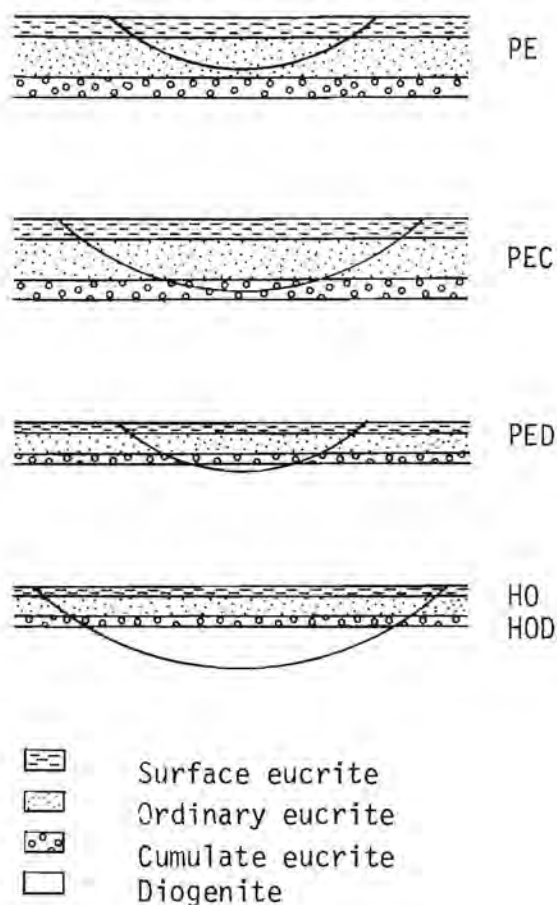 PE
PEC
PED
HO
HOD
Surface eucrite
Ordinary eucrite
Cumulate eucrite
Diogenite